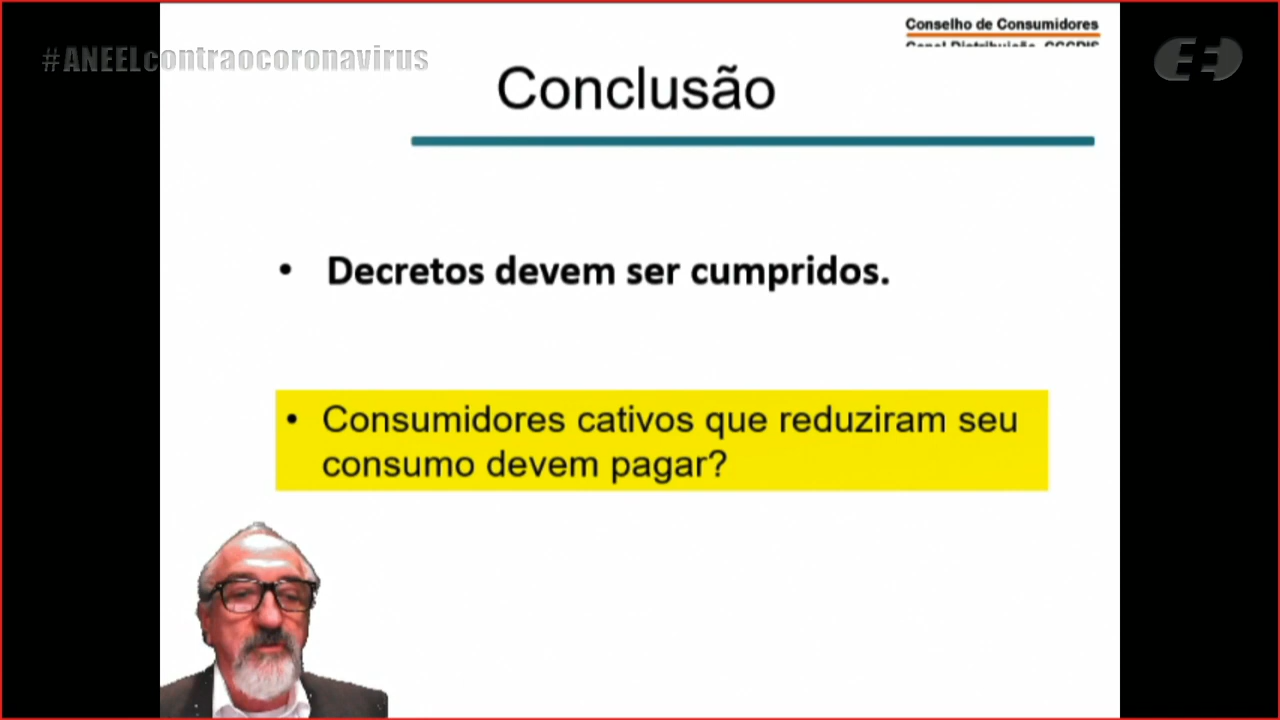 Conselho de Consumidores
#ANEELcontraocoronavirus
Conclusão
• Decretos devem ser cumpridos.
• Consumidores cativos que reduziram seu
consumo devem pagar?